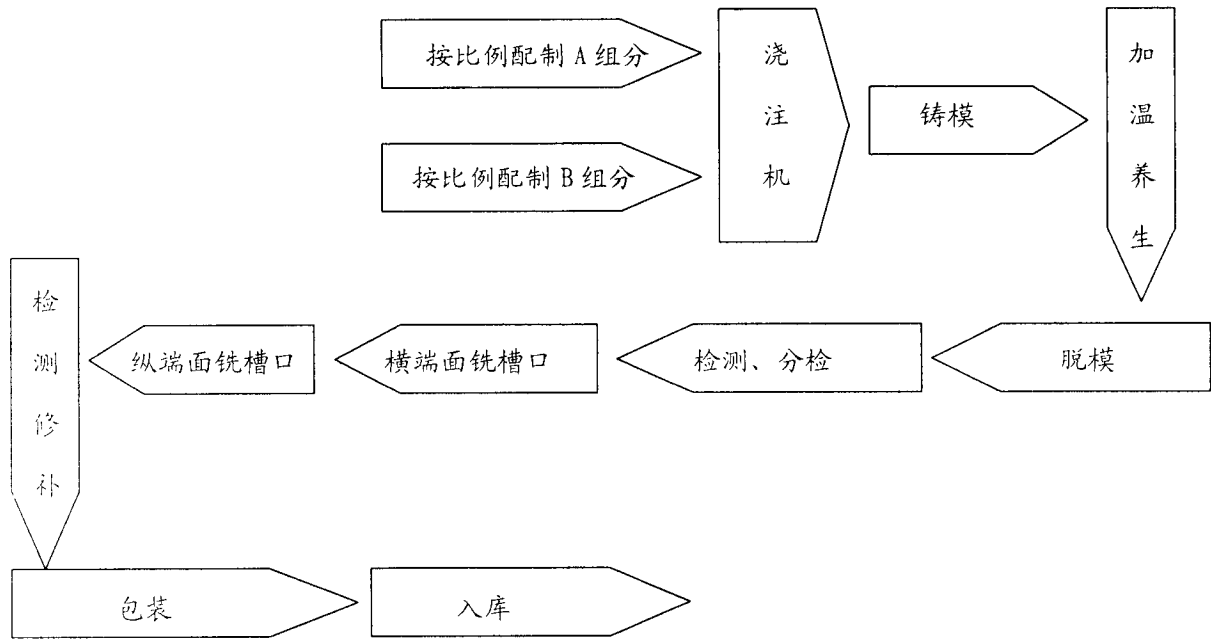 按比例配制 A 组分
按比例配制 B 组分
浇注机
铸模
加温养生
脱模
检测、分检
横端面铣槽口
纵端面铣槽口
检测修补
包装
入库